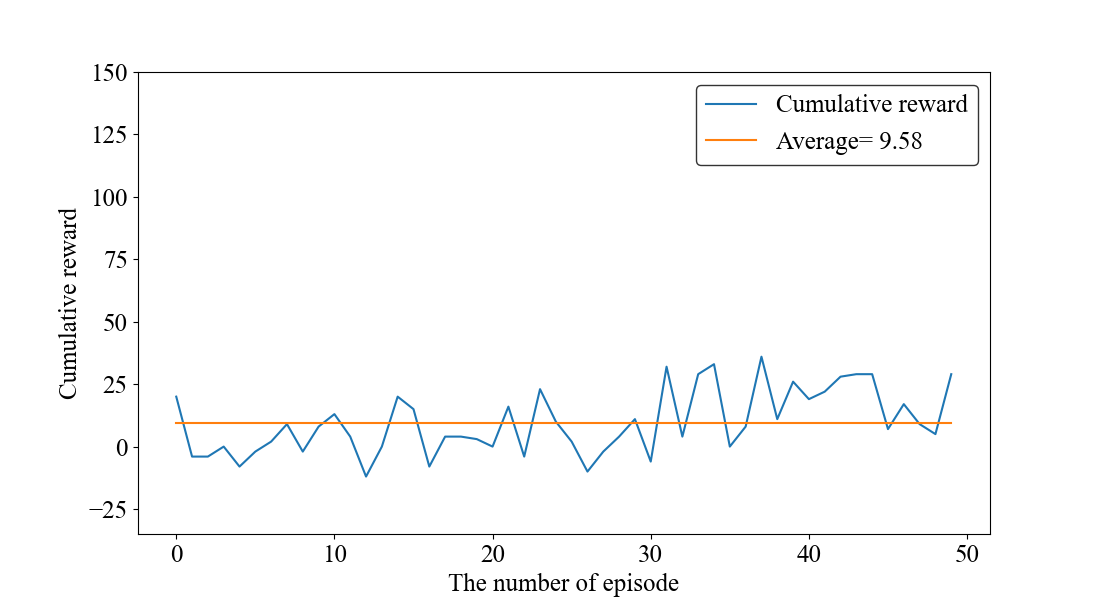 150
125
100
75
50
25
0
−25
Cumulative reward
Cumulative reward
Average= 9.58
0 10 20 30 40 50
The number of episode